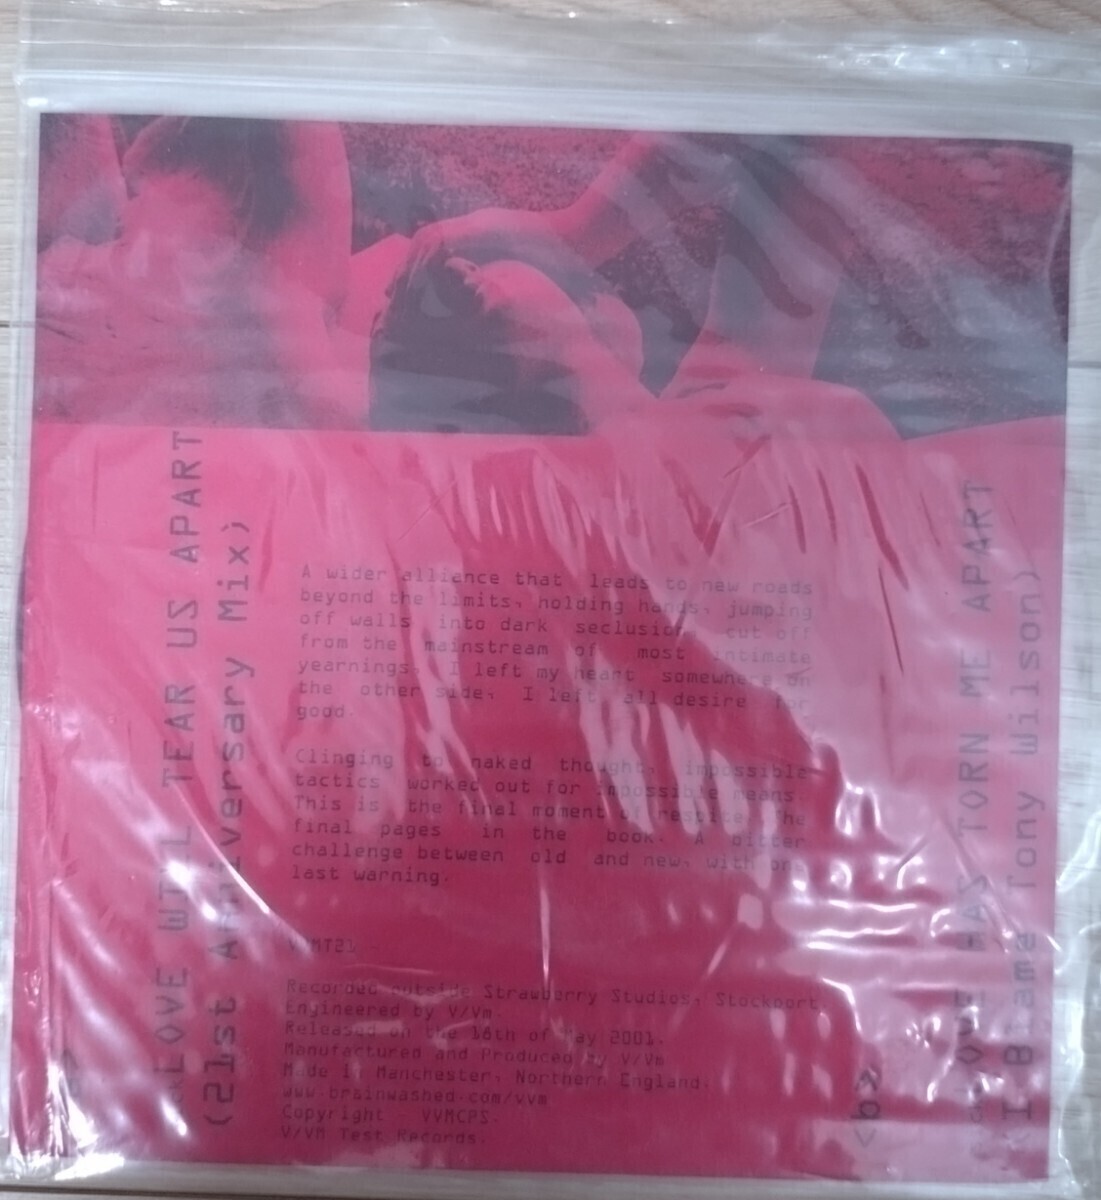 LOVE WILL TEAR US APART
(21st Anniversary Mix)
A wider alliance that leads to new roads
beyond the limits, holding hands, jumping
off walls into dark seclusion, cut off
from the mainstream of most intimate
yearnings, I left my heart somewhere on
the other side, I left all desire for
good.
Clinging to naked thought, impossible
tactics worked out for impossible means.
This is the final moment of respite. The
final pages in the book. A bitter
challenge between old and new, with one
last warning.
VVMT21
Recorded outside Strawberry Studios, Stockport.
Engineered by V/Vm.
Released on the 18th of May 2001.
Manufactured and Produced by V/Vm
Made in Manchester, Northern England.
www.brainwashed.com/vvm
Copyright - VVMCPS.
V/VM Test Records.
<b>
LOVE HAS TORN ME APART
(I Blame Tony Wilson)